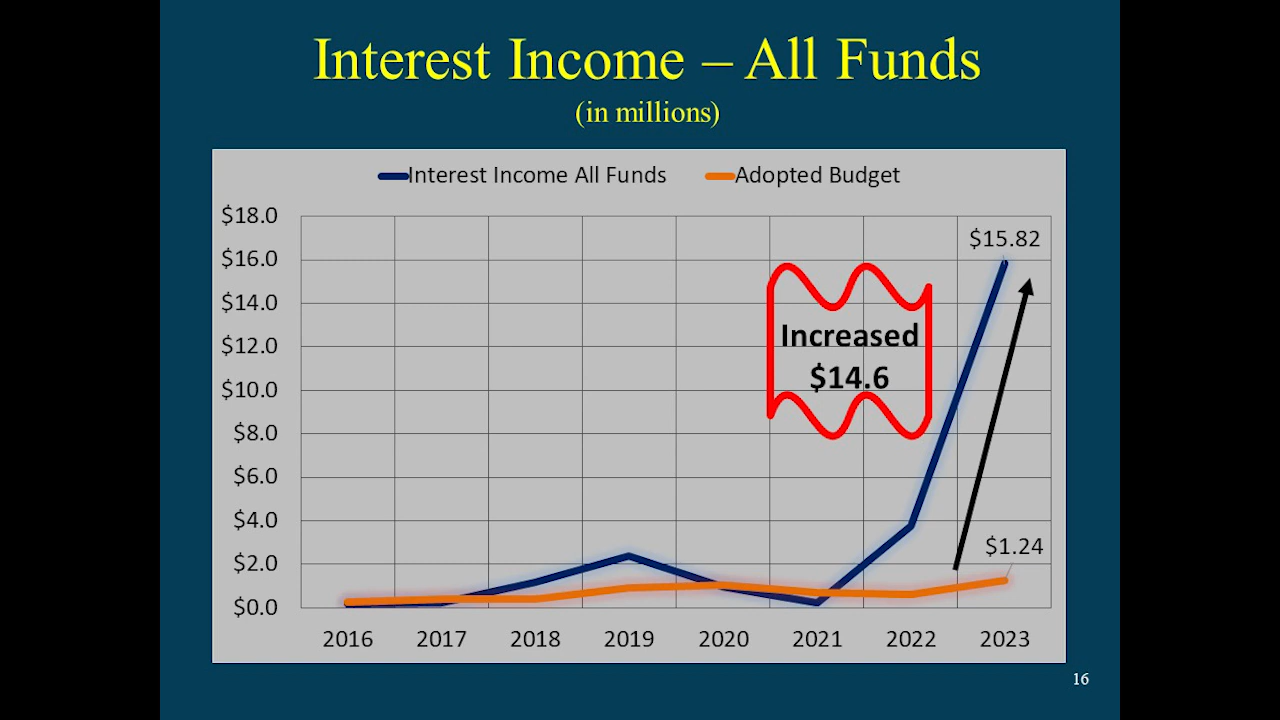 Interest Income – All Funds
(in millions)
Interest Income All Funds
Adopted Budget
$18.0
$16.0
$14.0
$12.0
$10.0
$8.0
$6.0
$4.0
$2.0
$0.0
$15.82
Increased
$14.6
$1.24
2016 2017 2018 2019 2020 2021 2022 2023
16